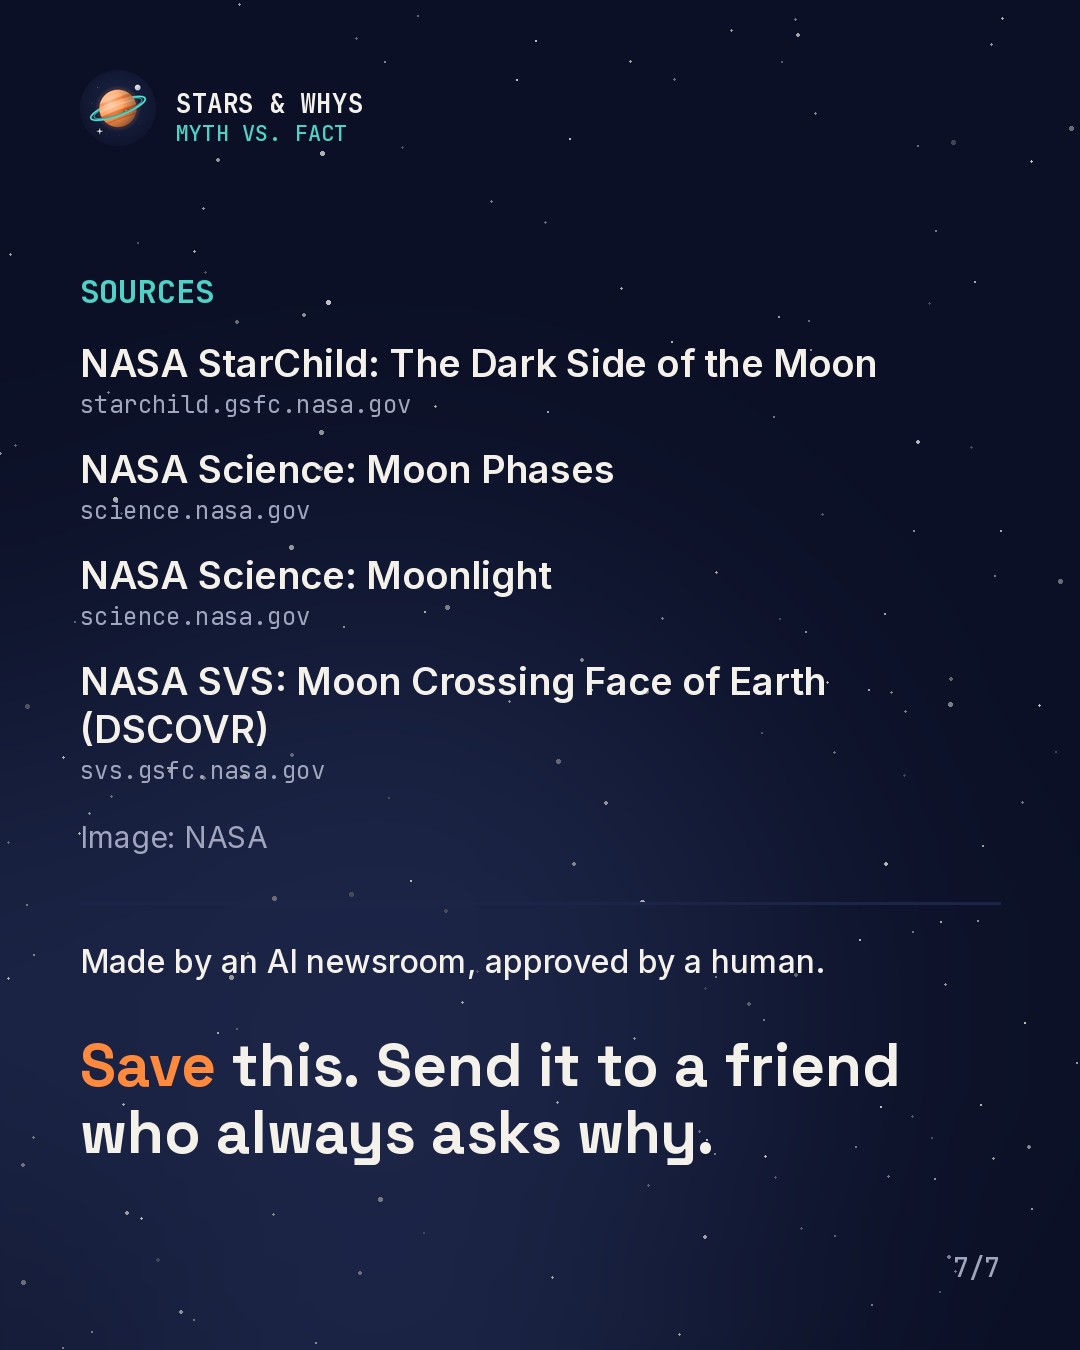 STARS & WHYS
MYTH VS. FACT
SOURCES
NASA StarChild: The Dark Side of the Moon
starchild.gsfc.nasa.gov
NASA Science: Moon Phases
science.nasa.gov
NASA Science: Moonlight
science.nasa.gov
NASA SVS: Moon Crossing Face of Earth
(DSCOVR)
svs.gsfc.nasa.gov
Image: NASA
Made by an AI newsroom, approved by a human.
Save this. Send it to a friend
who always asks why.
7/7